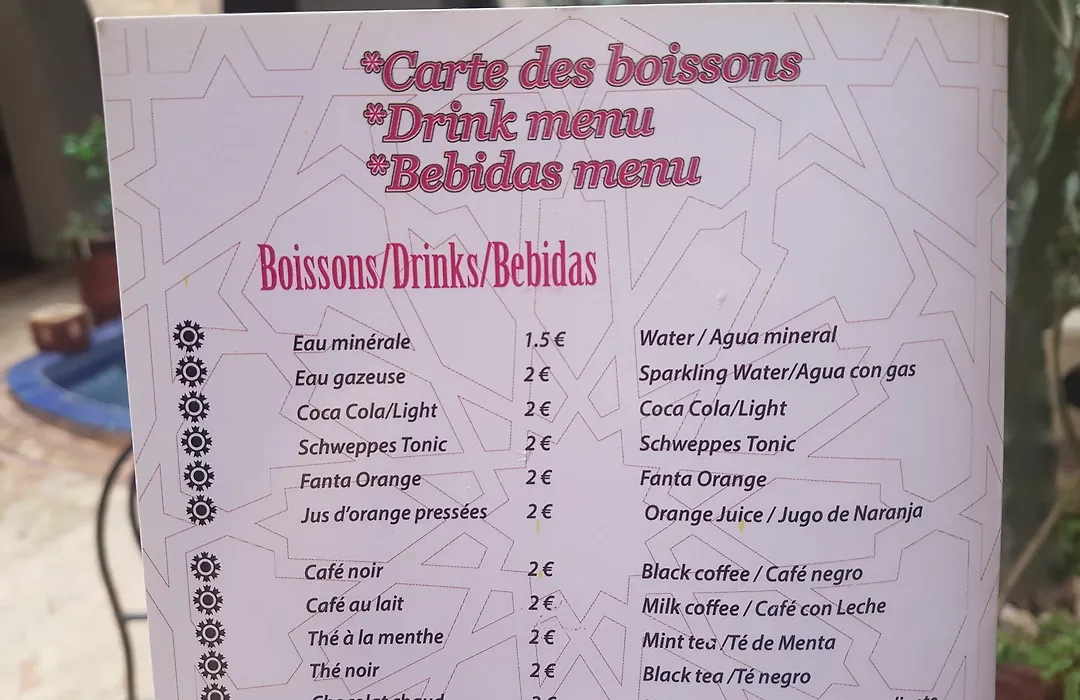 *Carte des boissons
*Drink menu
*Bebidas menu
Boissons/Drinks/Bebidas
Eau minérale 1.5 € Water / Agua mineral
Eau gazeuse 2 € Sparkling Water/Agua con gas
Coca Cola/Light 2 € Coca Cola/Light
Schweppes Tonic 2 € Schweppes Tonic
Fanta Orange 2 € Fanta Orange
Jus d’orange pressées 2 € Orange Juice / Jugo de Naranja
Café noir 2 € Black coffee / Café negro
Café au lait 2 € Milk coffee / Café con Leche
Thé à la menthe 2 € Mint tea /Té de Menta
Thé noir 2 € Black tea /Té negro
Chocolat chaud 2 €